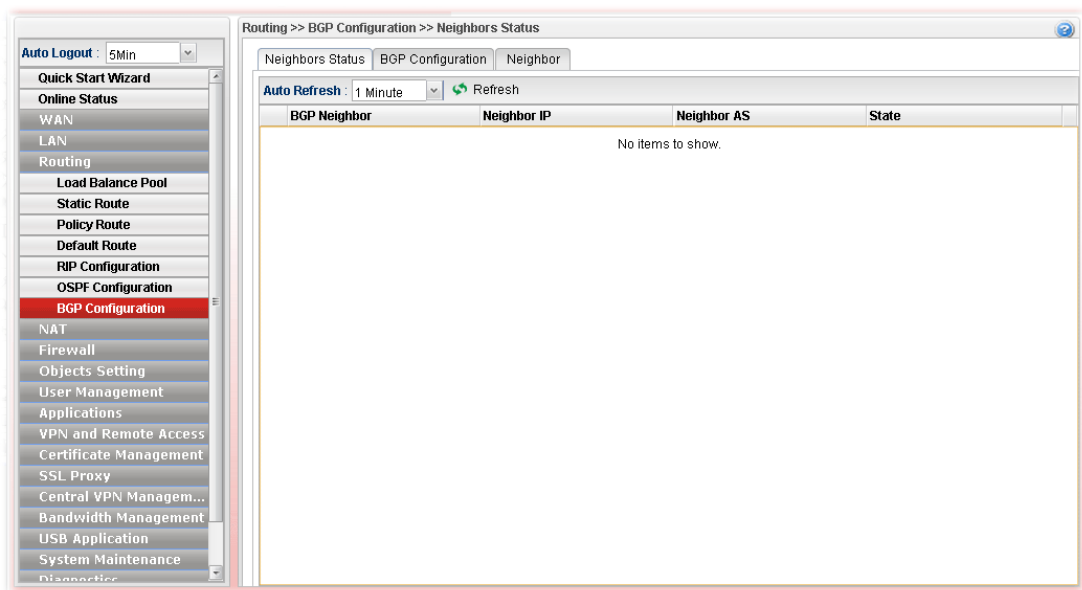 Routing >> BGP Configuration >> Neighbors Status
Auto Logout : 5Min
Quick Start Wizard
Online Status
WAN
LAN
Routing
Load Balance Pool
Static Route
Policy Route
Default Route
RIP Configuration
OSPF Configuration
BGP Configuration
NAT
Firewall
Objects Setting
User Management
Applications
VPN and Remote Access
Certificate Management
SSL Proxy
Central VPN Managem...
Bandwidth Management
USB Application
System Maintenance
Diagnostics
Neighbors Status BGP Configuration Neighbor
Auto Refresh : 1 Minute Refresh
BGP Neighbor Neighbor IP Neighbor AS State
No items to show.